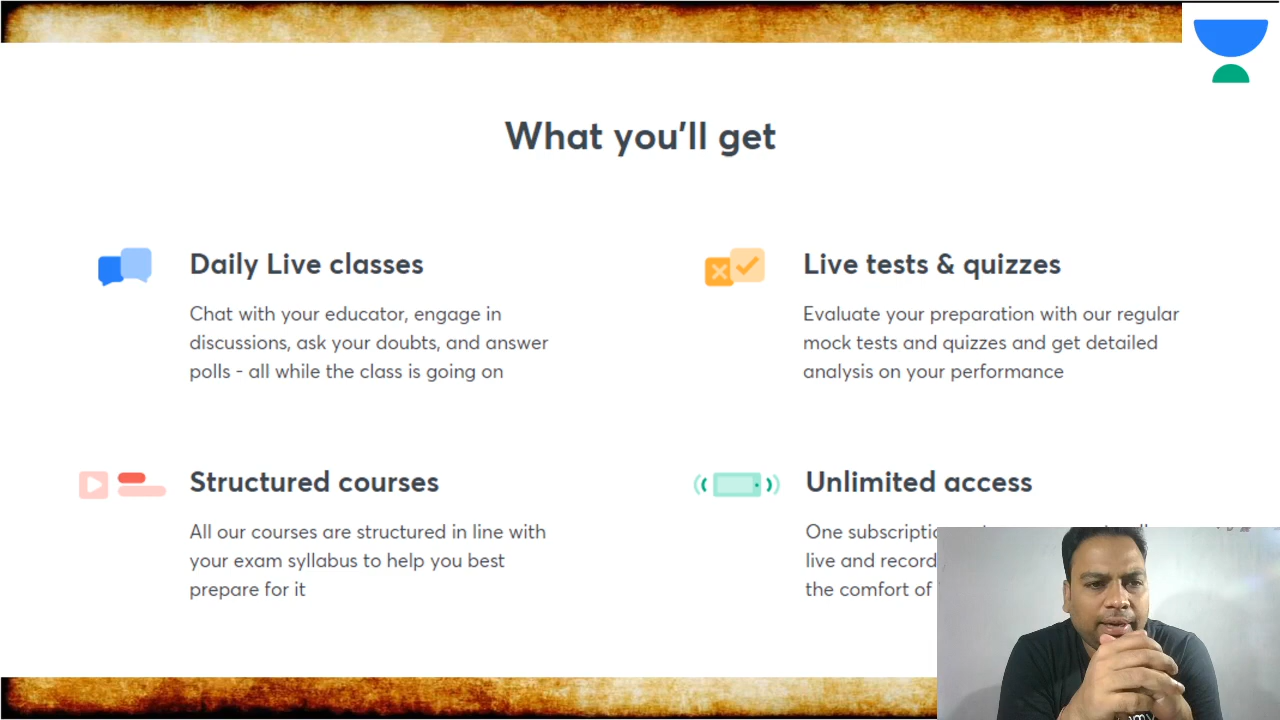 What you'll get
Daily Live classes
Chat with your educator, engage in
discussions, ask your doubts, and answer
polls - all while the class is going on
Live tests & quizzes
Evaluate your preparation with our regular
mock tests and quizzes and get detailed
analysis on your performance
Structured courses
All our courses are structured in line with
your exam syllabus to help you best
prepare for it
Unlimited access
One
live and
the comfort of